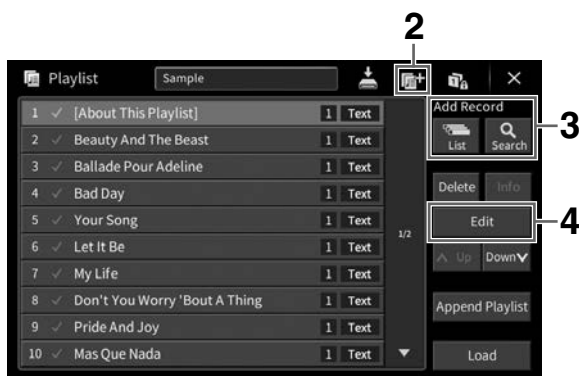 2
Playlist Sample
Add Record
List Search
3
1 [About This Playlist] 1 Text
2 Beauty And The Beast 1 Text
3 Ballade Pour Adeline 1 Text
4 Bad Day 1 Text
5 Your Song 1 Text
6 Let It Be 1 Text
7 My Life 1 Text
8 Don't You Worry 'Bout A Thing 1 Text
9 Pride And Joy 1 Text
10 Mas Que Nada 1 Text
1/2
Delete Info
Edit
4
Up Down
Append Playlist
Load